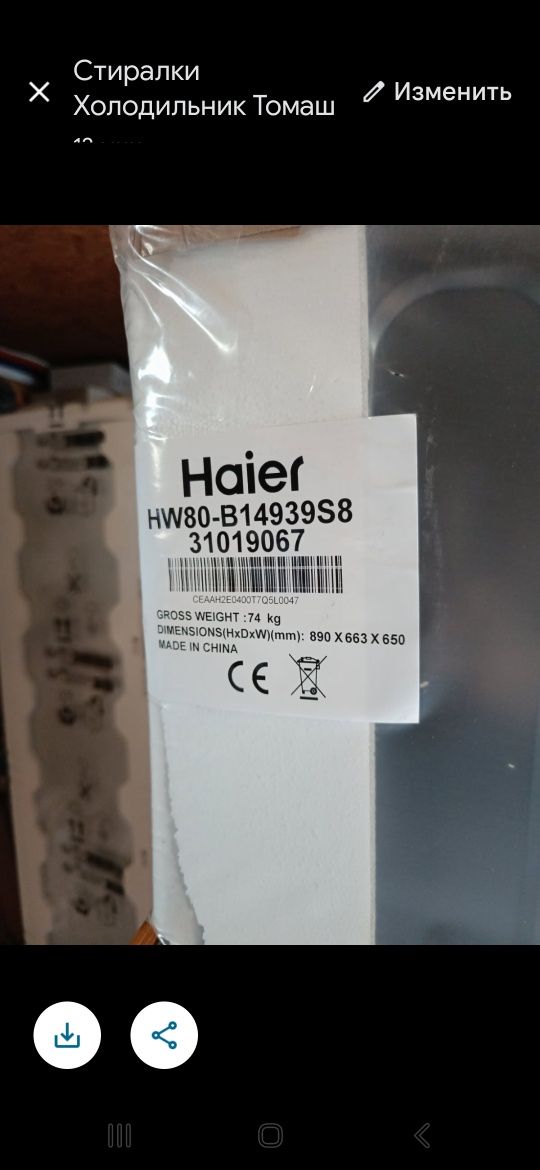 Стиралки
Холодильник Томаш
Изменить
Haier
HW80-B14939S8
31019067
CEAAH2E0400T7Q5L0047
GROSS WEIGHT :74 kg
DIMENSIONS(HxDxW)(mm): 890 X 663 X 650
MADE IN CHINA
CE